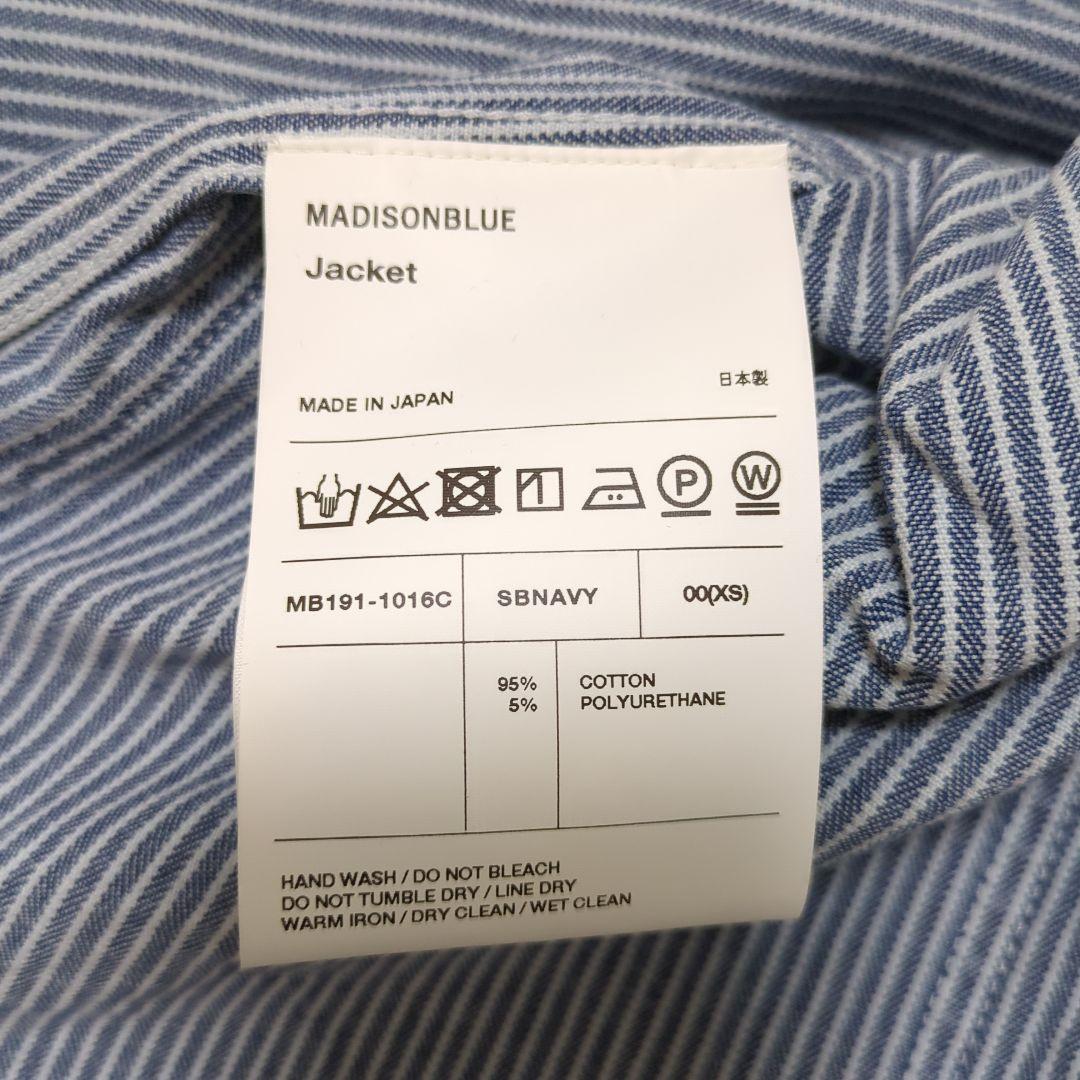 MADISONBLUE
Jacket
MADE IN JAPAN 日本製
P W
MB191-1016C SBNAVY 00(XS)
95% COTTON
5% POLYURETHANE
HAND WASH / DO NOT BLEACH
DO NOT TUMBLE DRY / LINE DRY
WARM IRON / DRY CLEAN / WET CLEAN